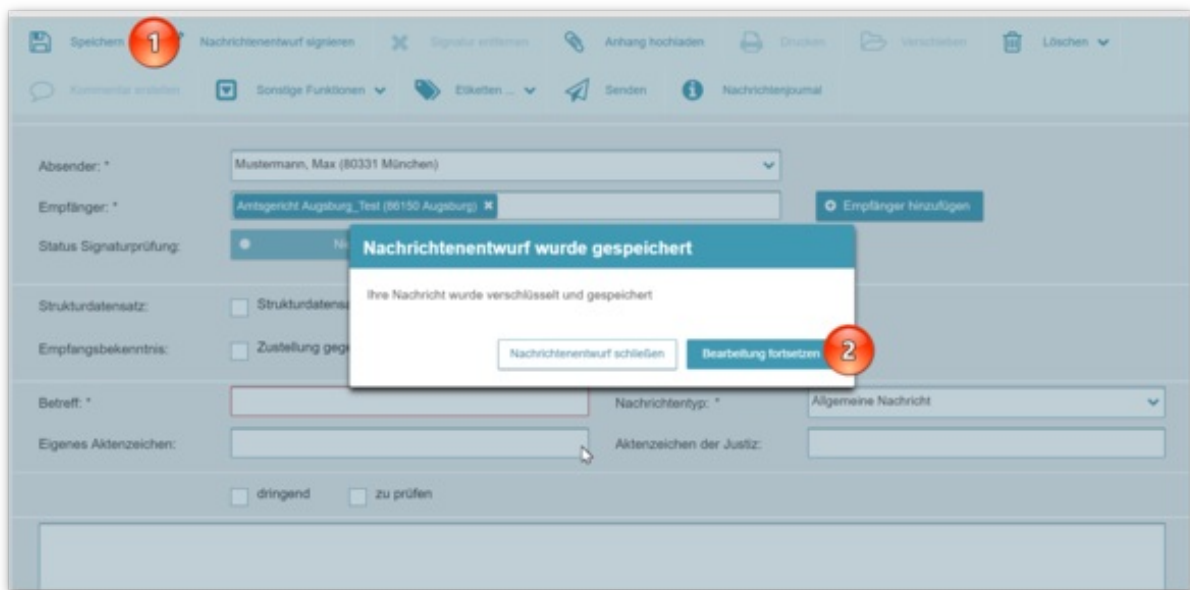 Speichern 1 Nachrichtenentwurf signieren Signatur entfernen Anhang hochladen Drucken Verschieben Löschen
Kommentar erstellen Sonstige Funktionen Etiketten ... Senden Nachrichtenjournal
Absender: * Mustermann, Max (80331 München)
Empfänger: * Amtsgericht Augsburg_Test (86150 Augsburg) Empfänger hinzufügen
Status Signaturprüfung:
Nachrichtenentwurf wurde gespeichert
Ihre Nachricht wurde verschlüsselt und gespeichert
Strukturdatensatz: Strukturdatensa
Empfangsbekenntnis: Zustellung gege
Nachrichtenentwurf schließen Bearbeitung fortsetzen 2
Betreff: * Nachrichtentyp: * Allgemeine Nachricht
Eigenes Aktenzeichen: Aktenzeichen der Justiz:
dringend zu prüfen